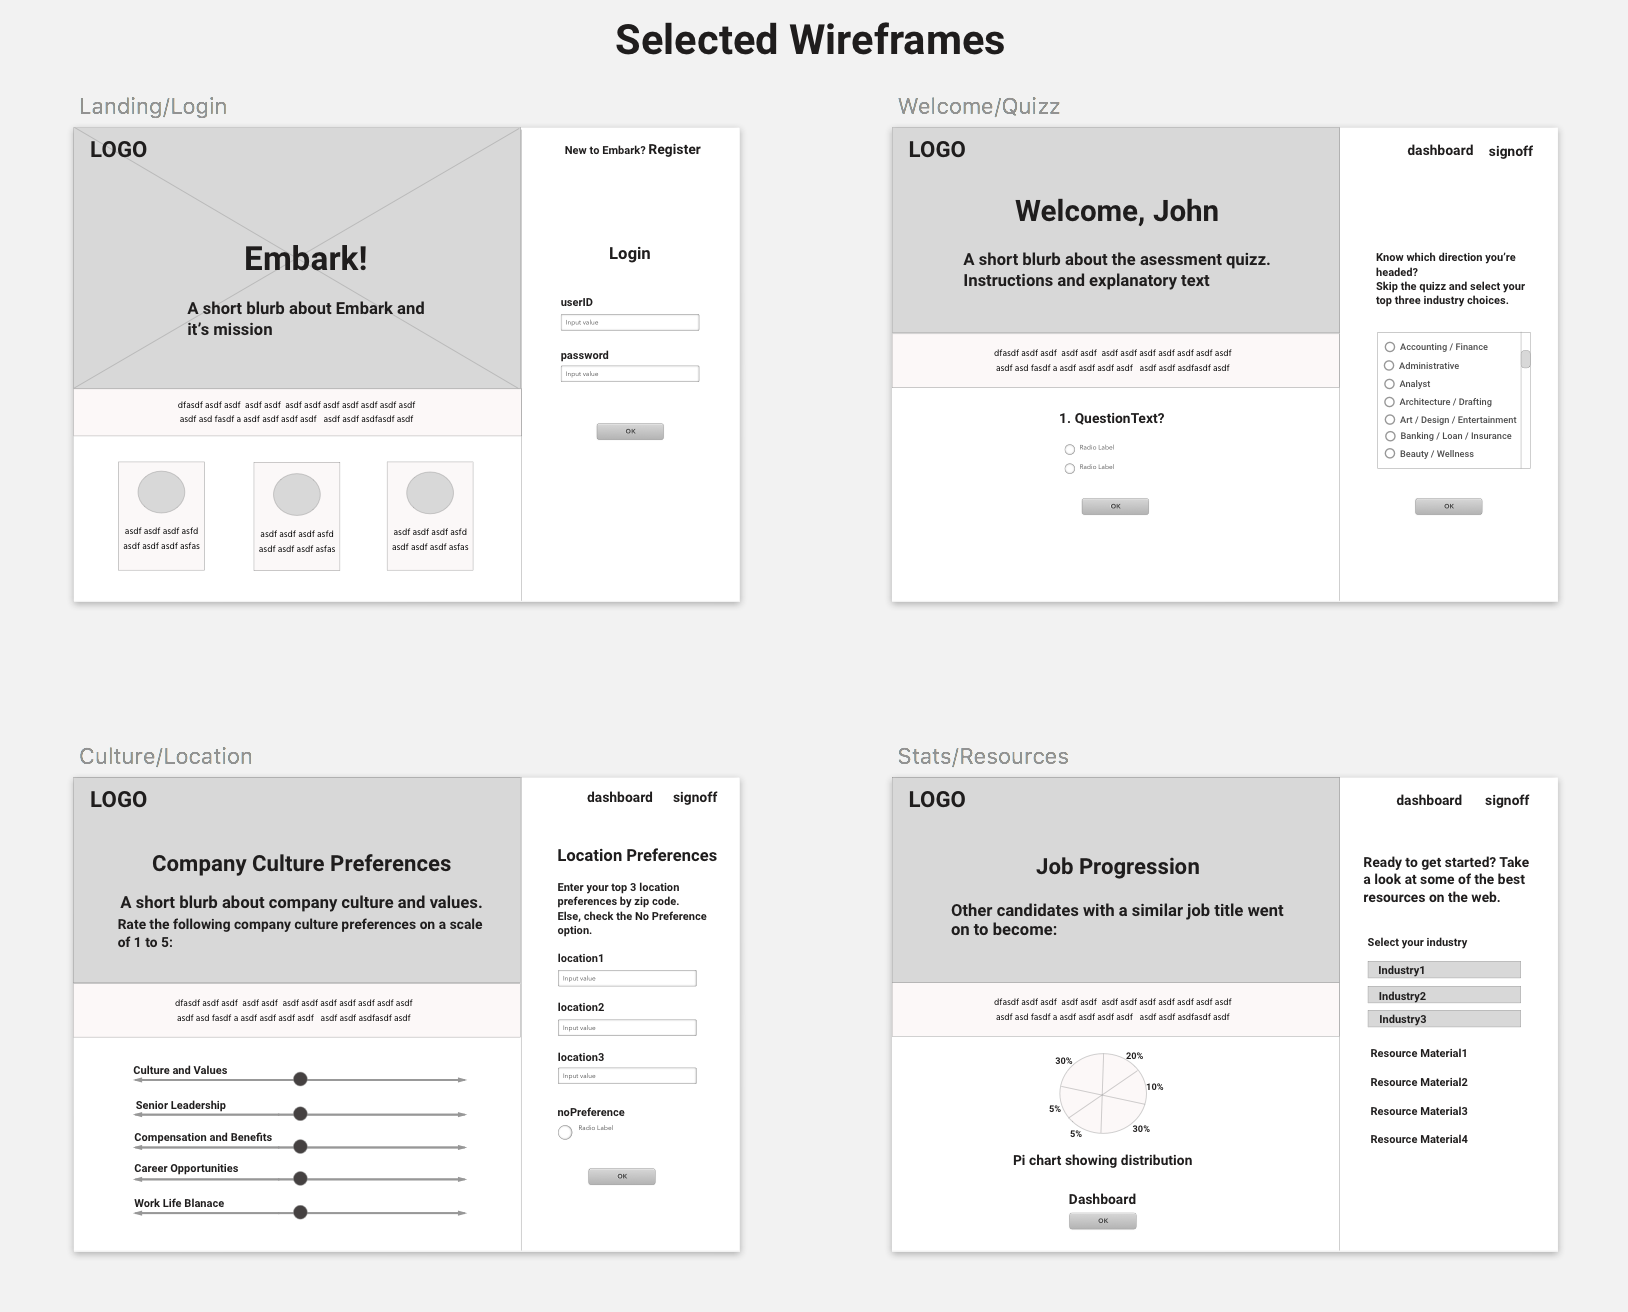 Selected Wireframes
Landing/Login
LOGO
New to Embark? Register
Embark!
A short blurb about Embark and
it's mission
dfasdf asdf asdf  asdf asdf  asdf asdf asdf asdf asdf asdf asdf
asdf asd fasdf a asdf asdf asdf asdf   asdf asdf asdfasdf asdf
asdf asdf asdf asfd
asdf asdf asdf asfas
asdf asdf asdf asfd
asdf asdf asdf asfas
asdf asdf asdf asfd
asdf asdf asdf asfas
Login
userID
Input value
password
Input value
OK
Welcome/Quizz
LOGO
dashboard signoff
Welcome, John
A short blurb about the asessment quizz.
Instructions and explanatory text
dfasdf asdf asdf  asdf asdf  asdf asdf asdf asdf asdf asdf asdf
asdf asd fasdf a asdf asdf asdf asdf   asdf asdf asdfasdf asdf
1. QuestionText?
Radio Label
Radio Label
OK
Know which direction you're
headed?
Skip the quizz and select your
top three industry choices.
Accounting / Finance
Administrative
Analyst
Architecture / Drafting
Art / Design / Entertainment
Banking / Loan / Insurance
Beauty / Wellness
OK
Culture/Location
LOGO
dashboard signoff
Company Culture Preferences
A short blurb about company culture and values.
Rate the following company culture preferences on a scale
of 1 to 5:
dfasdf asdf asdf  asdf asdf  asdf asdf asdf asdf asdf asdf asdf
asdf asd fasdf a asdf asdf asdf asdf   asdf asdf asdfasdf asdf
Culture and Values
Senior Leadership
Compensation and Benefits
Career Opportunities
Work Life Blanace
Location Preferences
Enter your top 3 location
preferences by zip code.
Else, check the No Preference
option.
location1
Input value
location2
Input value
location3
Input value
noPreference
Radio Label
OK
Stats/Resources
LOGO
dashboard signoff
Job Progression
Other candidates with a similar job title went
on to become:
dfasdf asdf asdf  asdf asdf  asdf asdf asdf asdf asdf asdf asdf
asdf asd fasdf a asdf asdf asdf asdf   asdf asdf asdfasdf asdf
30%
20%
10%
5%
5%
30%
Pi chart showing distribution
Dashboard
OK
Ready to get started? Take
a look at some of the best
resources on the web.
Select your industry
Industry1
Industry2
Industry3
Resource Material1
Resource Material2
Resource Material3
Resource Material4